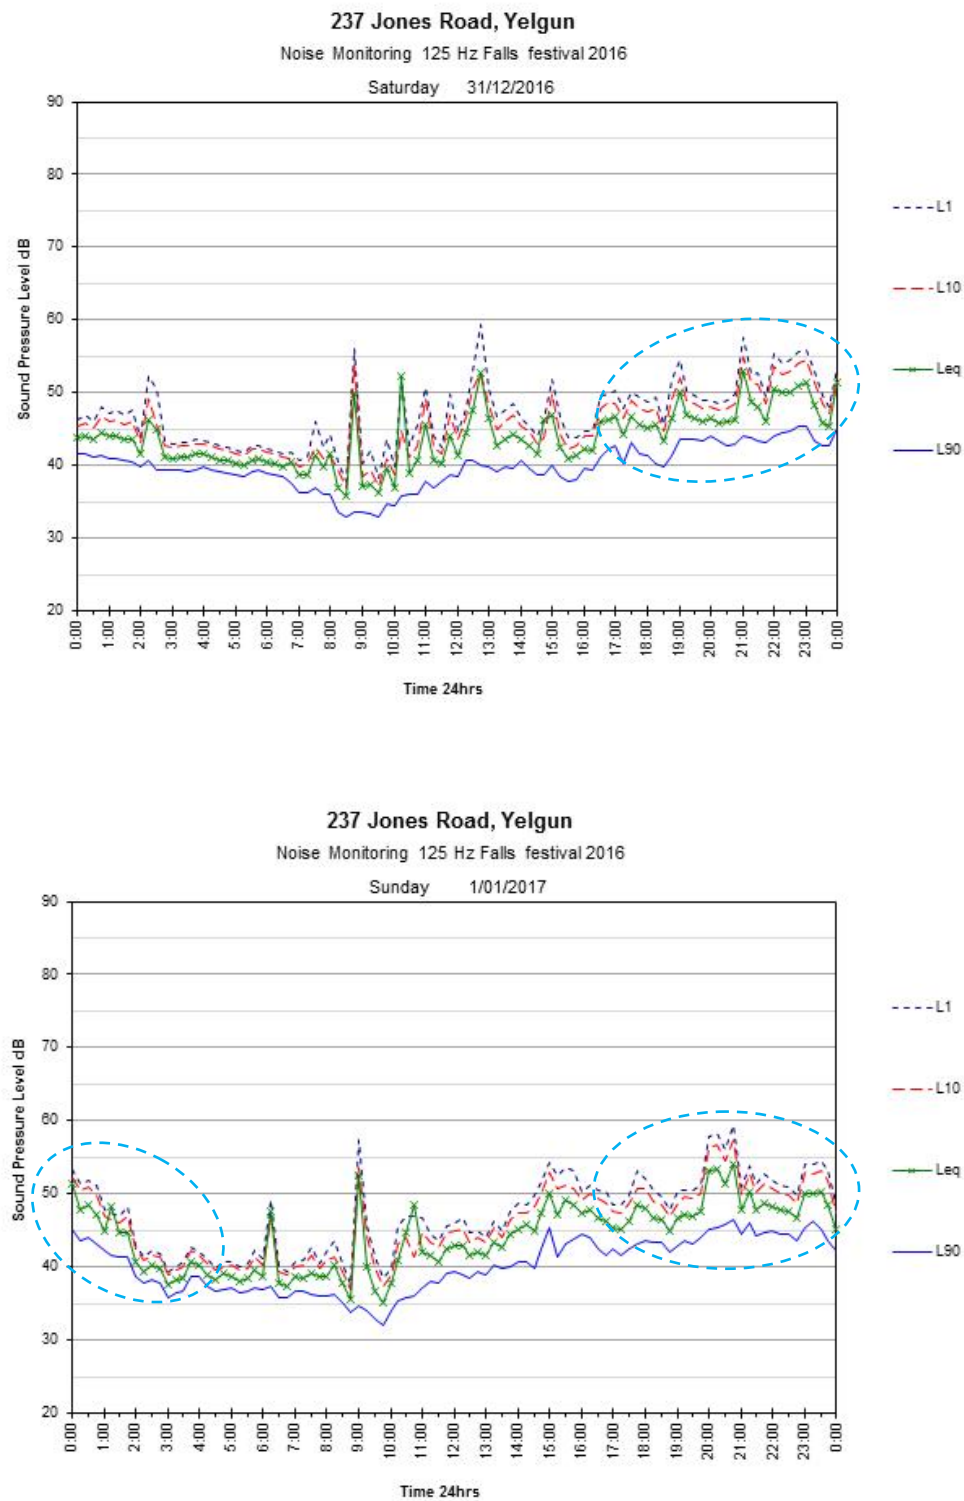 237 Jones Road, Yelgun
Noise Monitoring 125 Hz Falls festival 2016
Saturday 31/12/2016
90
80
70
60
50
40
30
20
Sound Pressure Level dB
0:00 1:00 2:00 3:00 4:00 5:00 6:00 7:00 8:00 9:00 10:00 11:00 12:00 13:00 14:00 15:00 16:00 17:00 18:00 19:00 20:00 21:00 22:00 23:00 0:00
Time 24hrs
L1
L10
Leq
L90
237 Jones Road, Yelgun
Noise Monitoring 125 Hz Falls festival 2016
Sunday 1/01/2017
90
80
70
60
50
40
30
20
Sound Pressure Level dB
0:00 1:00 2:00 3:00 4:00 5:00 6:00 7:00 8:00 9:00 10:00 11:00 12:00 13:00 14:00 15:00 16:00 17:00 18:00 19:00 20:00 21:00 22:00 23:00 0:00
Time 24hrs
L1
L10
Leq
L90